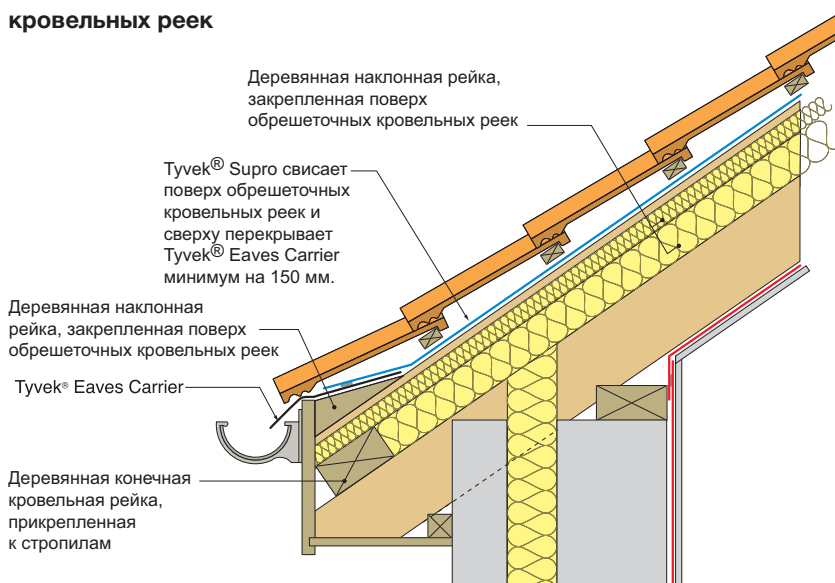 кровельных реек
Деревянная наклонная рейка,
закрепленная поверх
обрешеточных кровельных реек
Tyvek® Supro свисает
поверх обрешеточных
кровельных реек и
сверху перекрывает
Tyvek® Eaves Carrier
минимум на 150 мм.
Деревянная наклонная
рейка, закрепленная поверх
обрешеточных кровельных реек
Tyvek® Eaves Carrier
Деревянная конечная
кровельная рейка,
прикрепленная
к стропилам